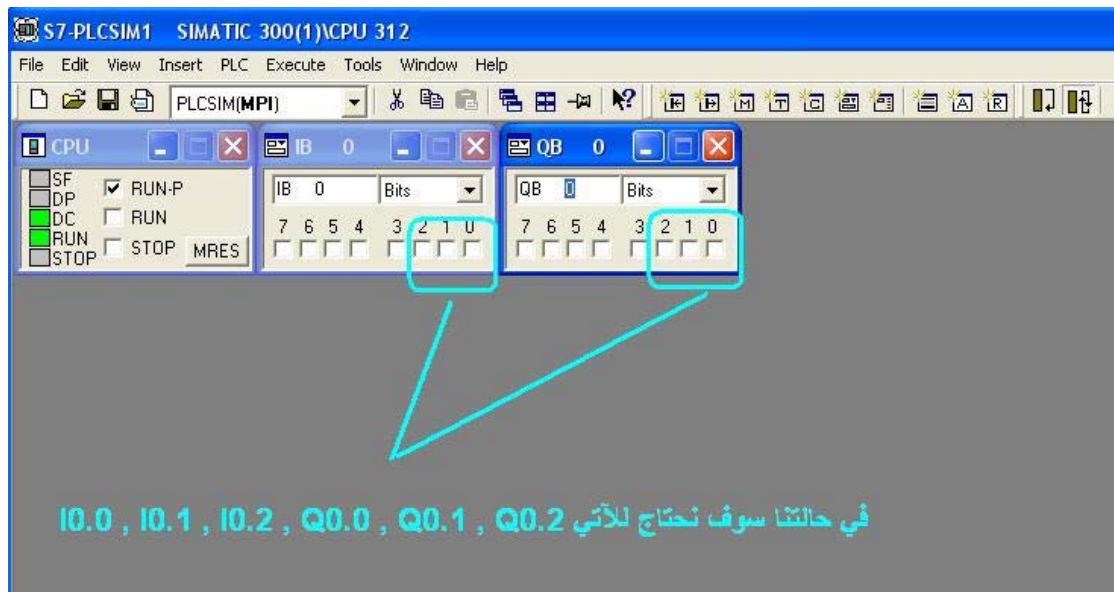 S7-PLCSIM1 SIMATIC 300(1)\CPU 312
File Edit View Insert PLC Execute Tools Window Help
PLCSIM(MPI)
CPU
SF
DP
DC
RUN
STOP
RUN-P
RUN
STOP MRES
IB 0
IB 0 Bits
7 6 5 4 3 2 1 0
QB 0
QB 0 Bits
7 6 5 4 3 2 1 0
في حالتنا سوف نحتاج للآتي I0.0 , I0.1 , I0.2 , Q0.0 , Q0.1 , Q0.2